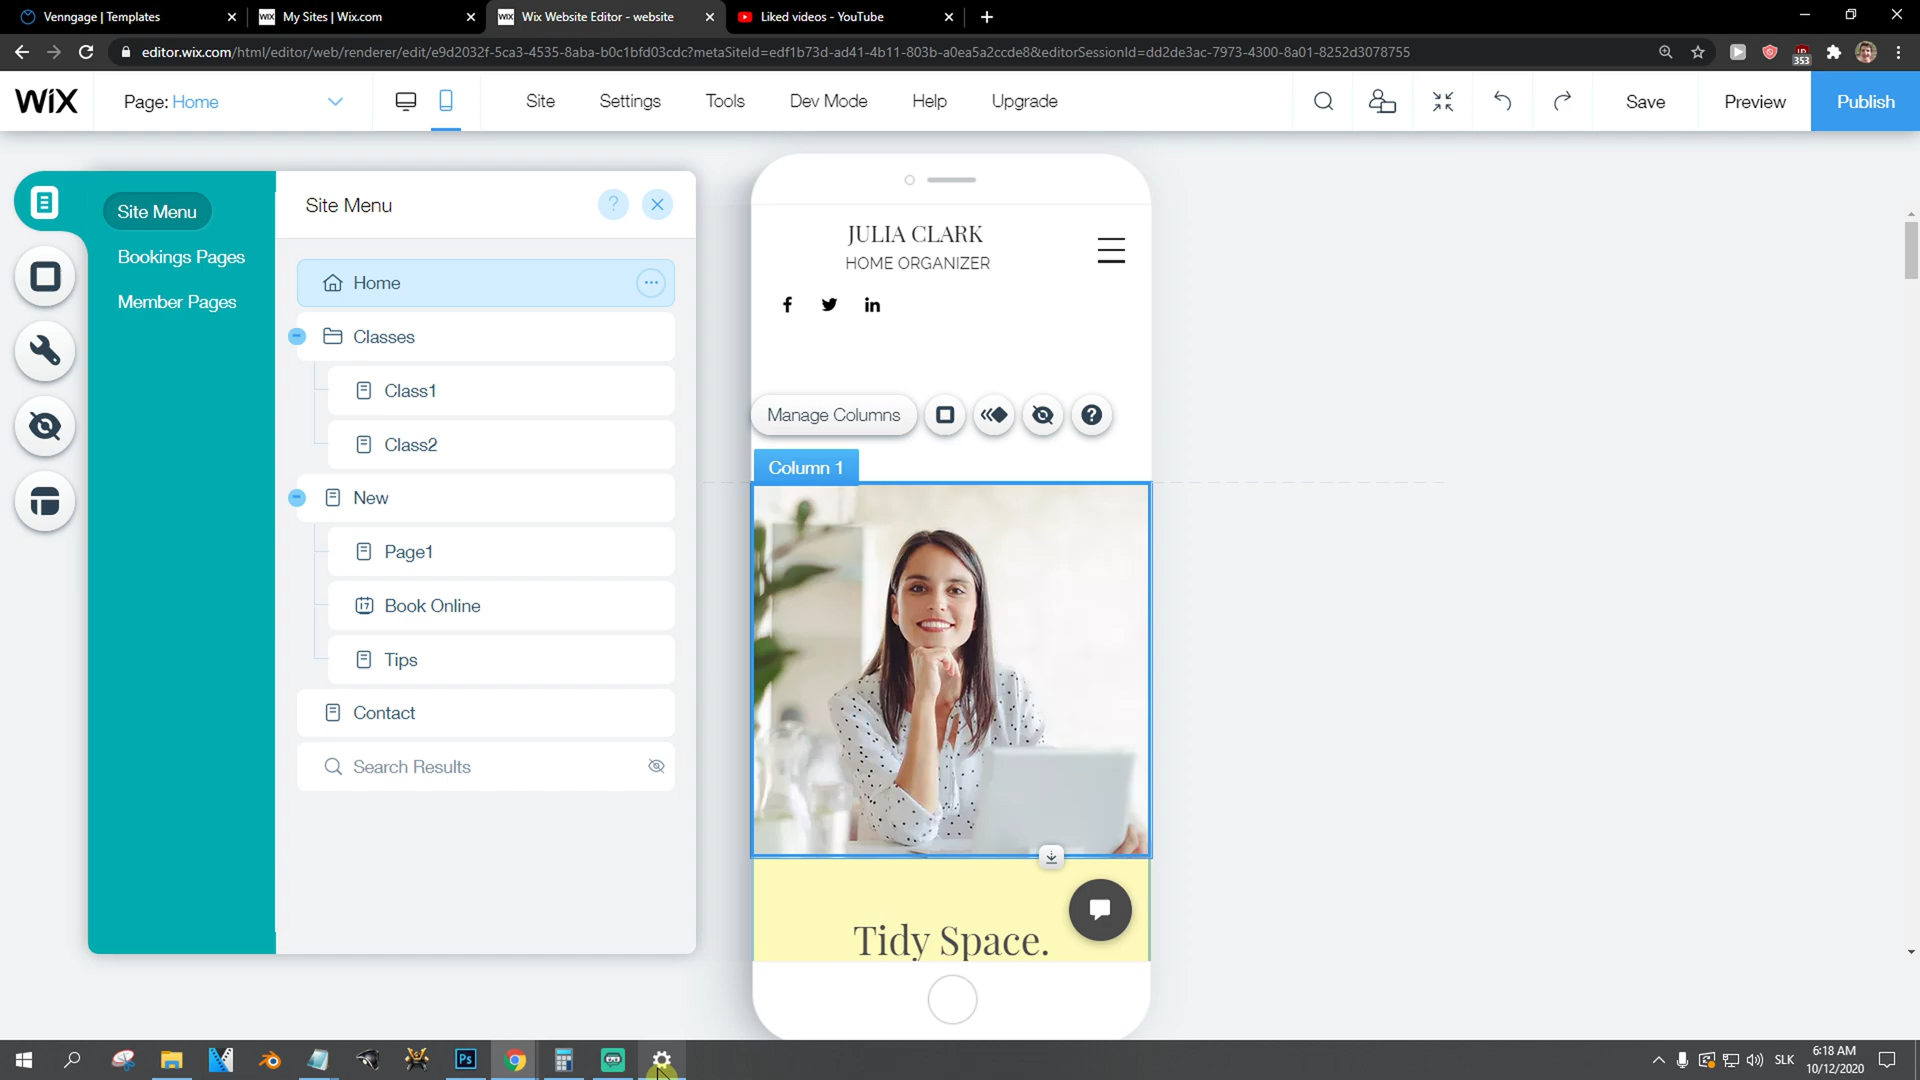 Venngage | Templates
My Sites | Wix.com
Wix Website Editor - website
Liked videos - YouTube
editor.wix.com/html/editor/web/renderer/edit/e9d2032f-5ca3-4535-8aba-b0c1bfd03cdc?metaSiteId=edf1b73d-ad41-4b11-803b-a0ea5a2ccde8&editorSessionId=dd2de3ac-7973-4300-8a01-8252d3078755
353
WiX
Page: Home
Site
Settings
Tools
Dev Mode
Help
Upgrade
Save
Preview
Publish
Site Menu
Bookings Pages
Member Pages
Site Menu
?
Home
Classes
Class1
Class2
New
Page1
17
Book Online
Tips
Contact
Search Results
JULIA CLARK
HOME ORGANIZER
Manage Columns
Column 1
Tidy Space.
Ps
SLK
6:18 AM
10/12/2020